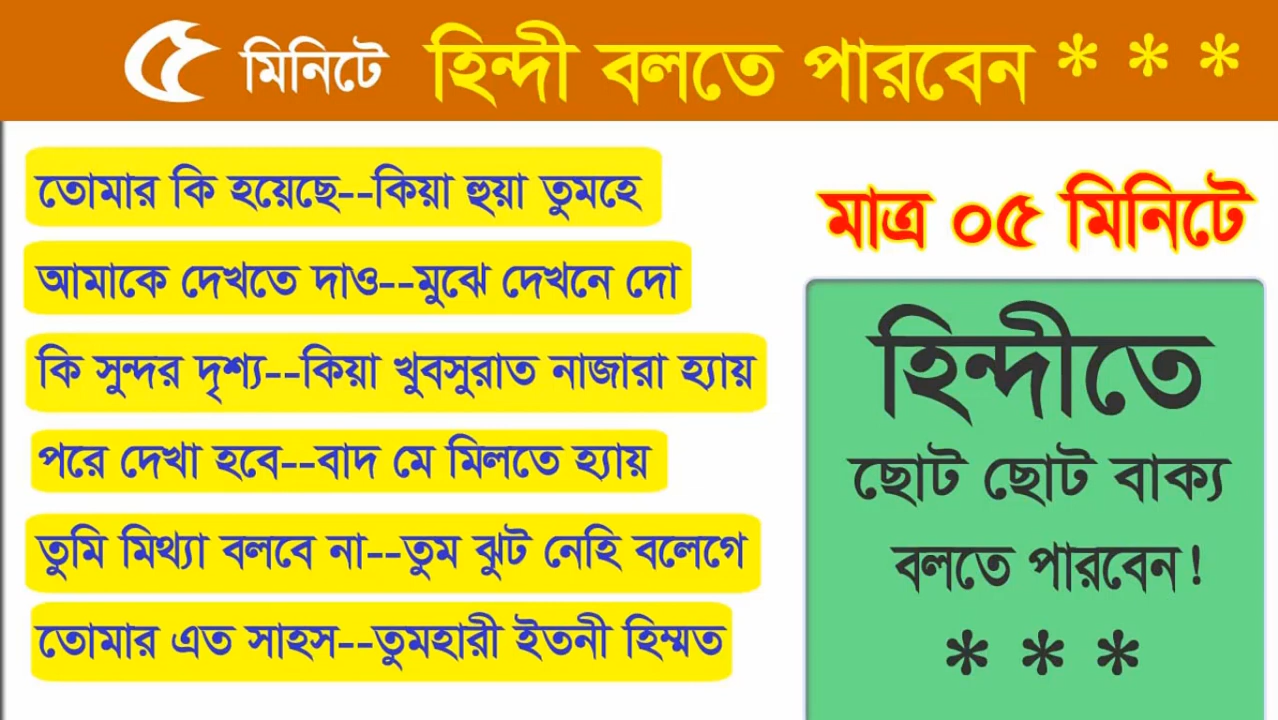 ৫ মিনিটে হিন্দী বলতে পারবেন * * *
তোমার কি হয়েছে--কিয়া হুয়া তুমহে
আমাকে দেখতে দাও--মুঝে দেখনে দো
কি সুন্দর দৃশ্য--কিয়া খুবসুরাত নাজারা হ্যায়
পরে দেখা হবে--বাদ মে মিলতে হ্যায়
তুমি মিথ্যা বলবে না--তুম ঝুট নেহি বলেগে
তোমার এত সাহস--তুমহারী ইতনী হিম্মত
মাত্র ০৫ মিনিটে
হিন্দীতে
ছোট ছোট বাক্য
বলতে পারবেন!
* * *